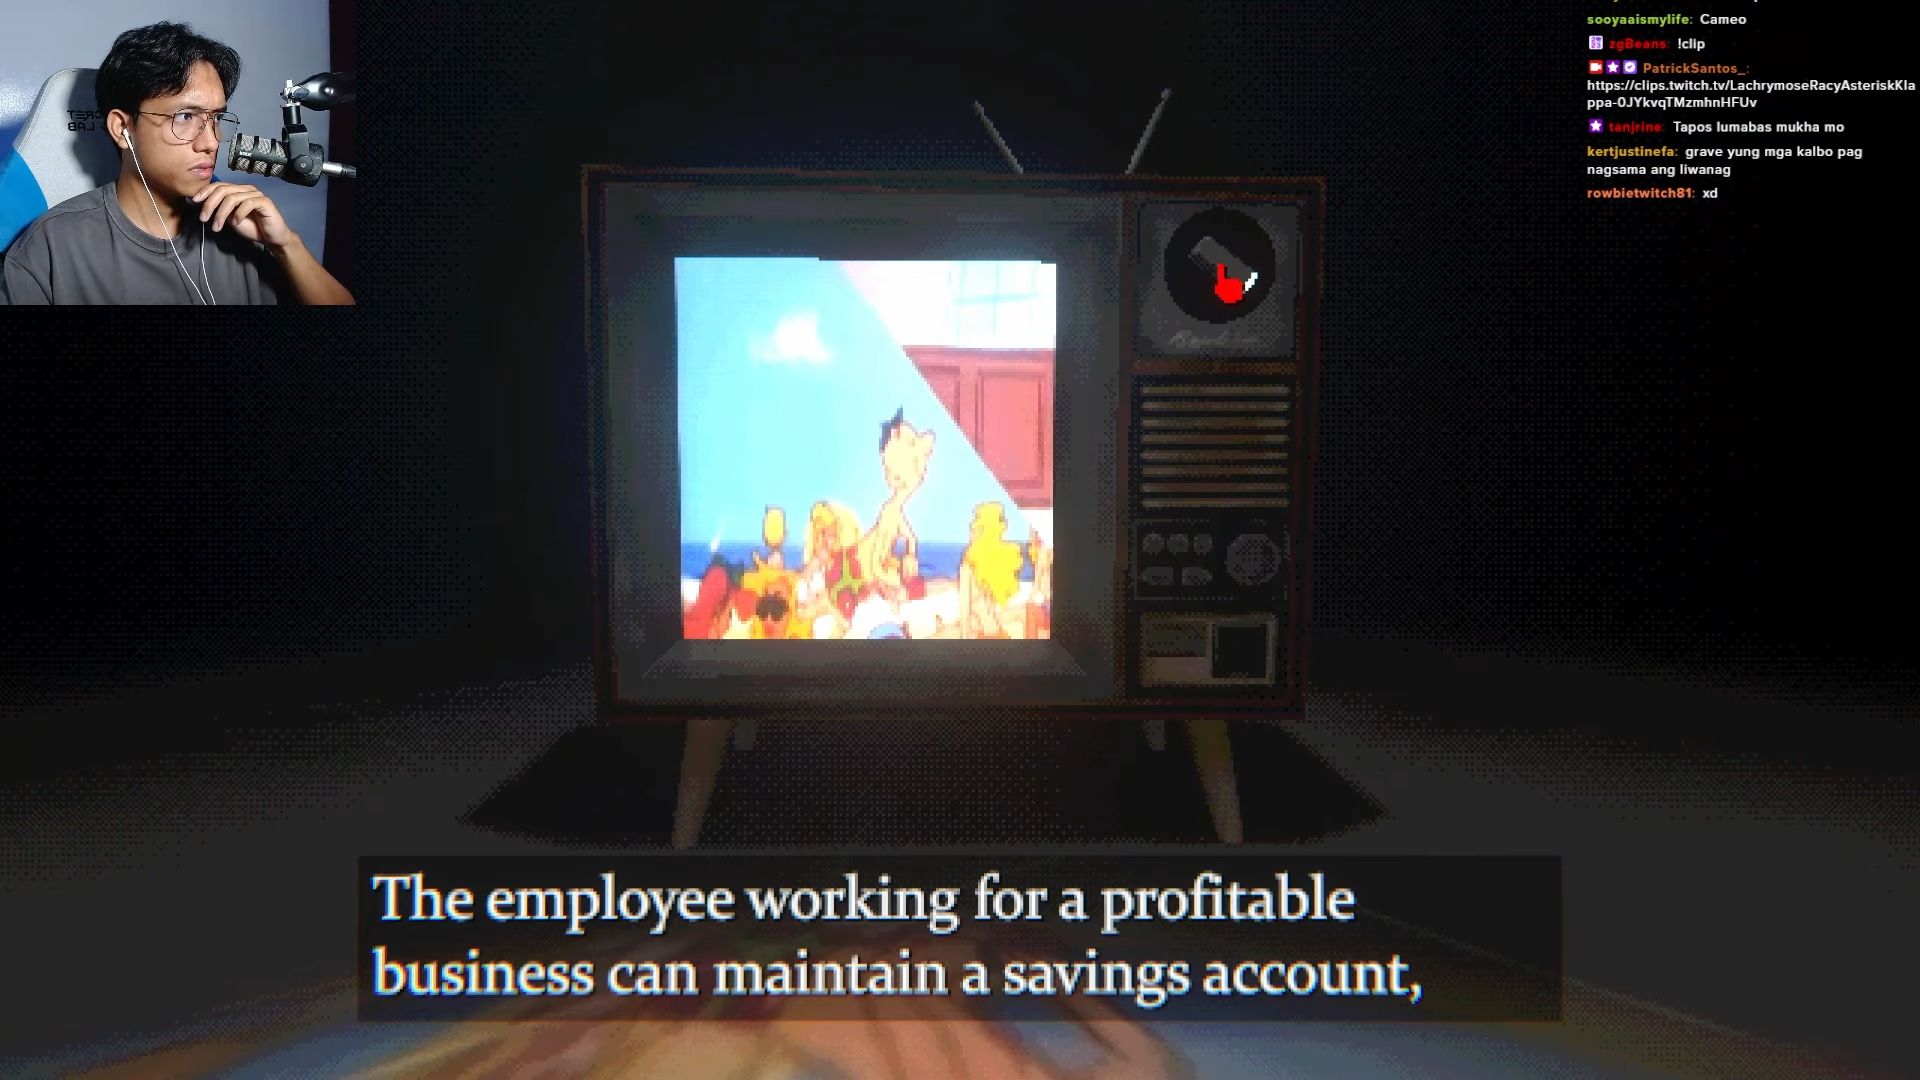 sooyaaismylife: Cameo
zgBeans: !clip
PatrickSantos_:
https://clips.twitch.tv/LachrymoseRacyAsteriskKla
ppa-0JYkvqTMzmhnHFUv
tanjrine: Tapos lumabas mukha mo
kertjustinefa: grave yung mga kalbo pag
nagsama ang liwanag
rowbietwitch81: xd
The employee working for a profitable
business can maintain a savings account,